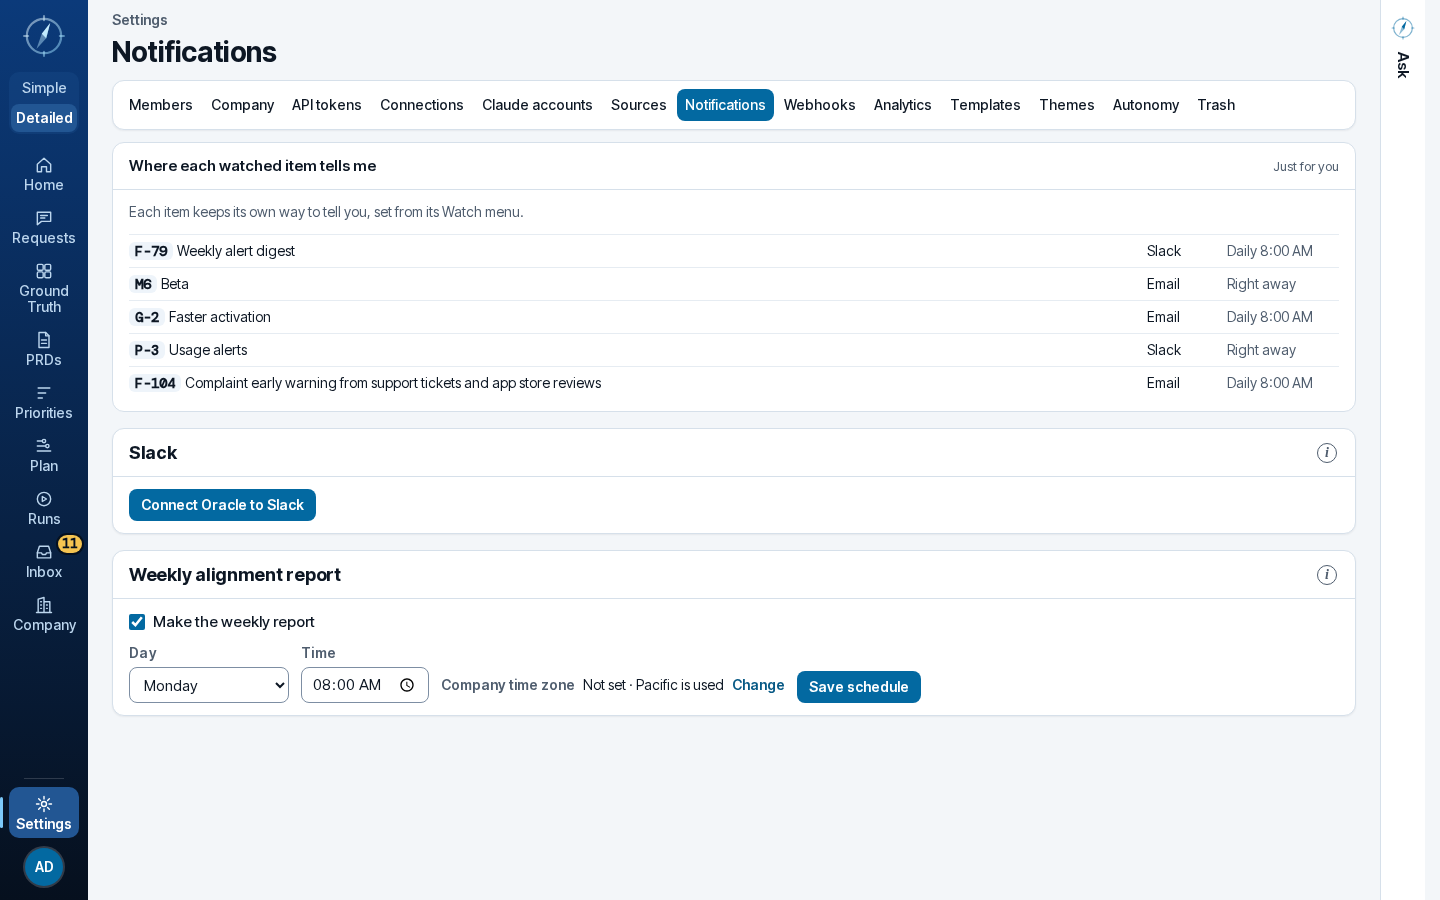 Settings
Notifications
Simple
Detailed
Home
Requests
Ground
Truth
PRDs
Priorities
Plan
Runs
11
Inbox
Company
Settings
AD
Members Company API tokens Connections Claude accounts Sources Notifications Webhooks Analytics Templates Themes Autonomy Trash
Where each watched item tells me Just for you
Each item keeps its own way to tell you, set from its Watch menu.
F-79 Weekly alert digest Slack Daily 8:00 AM
M6 Beta Email Right away
G-2 Faster activation Email Daily 8:00 AM
P-3 Usage alerts Slack Right away
F-104 Complaint early warning from support tickets and app store reviews Email Daily 8:00 AM
Slack i
Connect Oracle to Slack
Weekly alignment report i
Make the weekly report
Day Time
Monday 08:00 AM Company time zone Not set · Pacific is used Change Save schedule
Ask